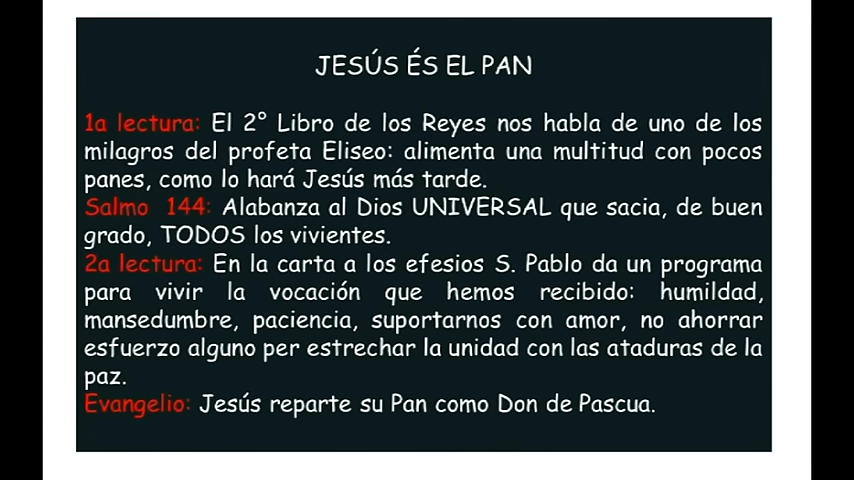 JESÚS ÉS EL PAN
1a lectura: El 2° Libro de los Reyes nos habla de uno de los
milagros del profeta Eliseo: alimenta una multitud con pocos
panes, como lo hará Jesús más tarde.
Salmo 144: Alabanza al Dios UNIVERSAL que sacia, de buen
grado, TODOS los vivientes.
2a lectura: En la carta a los efesios S. Pablo da un programa
para vivir la vocación que hemos recibido: humildad,
mansedumbre, paciencia, suportarnos con amor, no ahorrar
esfuerzo alguno per estrechar la unidad con las ataduras de la
paz.
Evangelio: Jesús reparte su Pan como Don de Pascua.